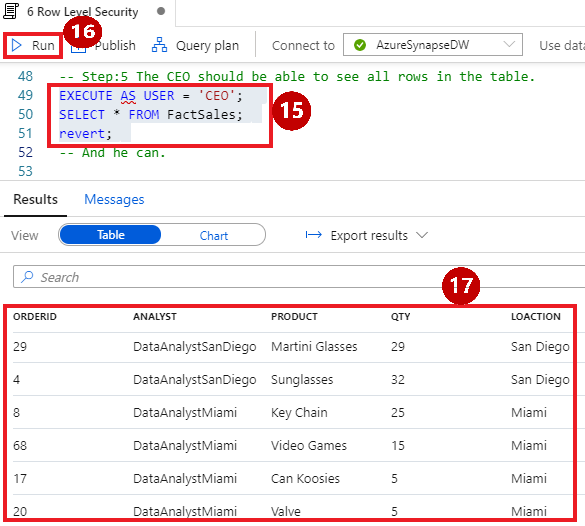 6 Row Level Security
16
Run Publish Query plan Connect to AzureSynapseDW Use data
48 -- Step:5 The CEO should be able to see all rows in the table.
49 EXECUTE AS USER = 'CEO';
50 SELECT * FROM FactSales;
51 revert;
15
52 -- And he can.
53
Results Messages
View Table Chart Export results
Search
17
ORDERID ANALYST PRODUCT QTY LOACTION
29 DataAnalystSanDiego Martini Glasses 29 San Diego
4 DataAnalystSanDiego Sunglasses 32 San Diego
8 DataAnalystMiami Key Chain 25 Miami
68 DataAnalystMiami Video Games 15 Miami
17 DataAnalystMiami Can Koosies 5 Miami
20 DataAnalystMiami Valve 5 Miami